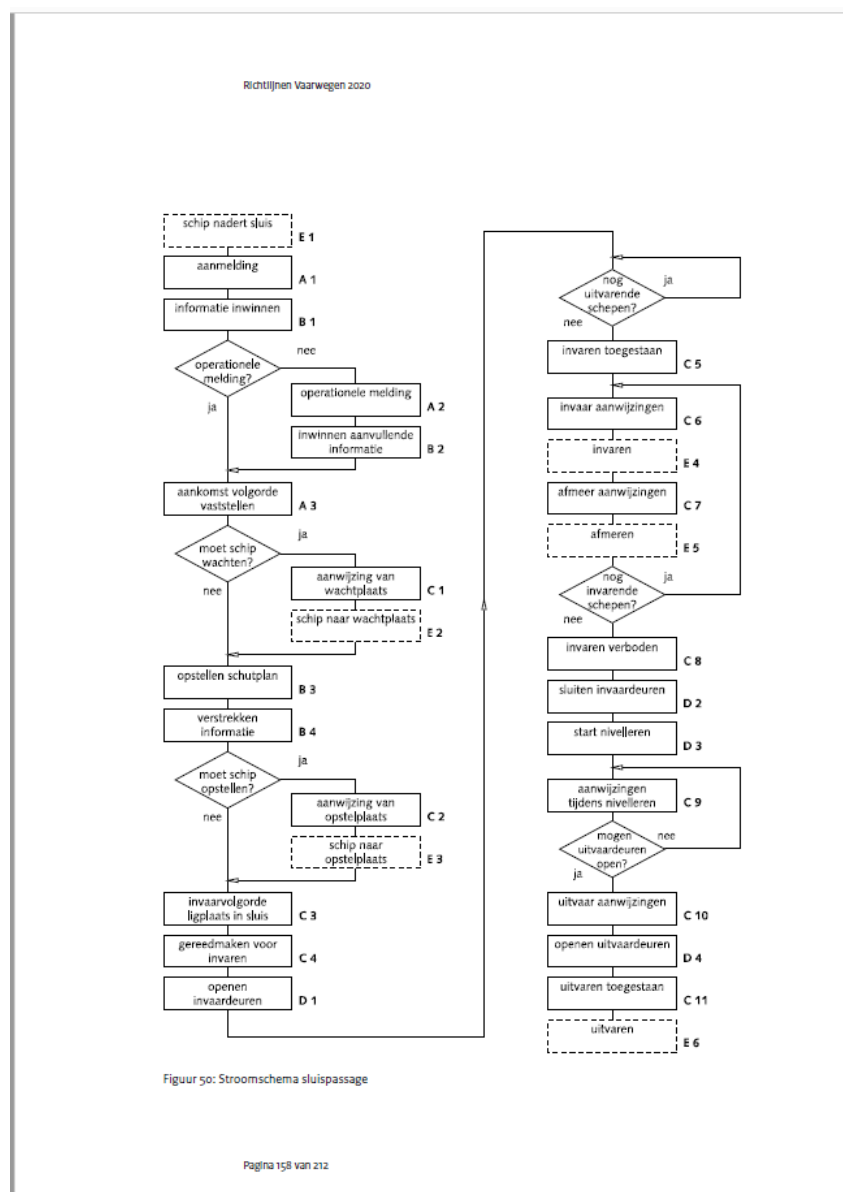 Richtlijnen Vaarwegen 2020
schip nadert sluis
E 1
aanmelding
A 1
informatie inwinnen
B 1
nee
operationele
melding?
ja
operationele melding
A 2
inwinnen aanvullende
informatie
B 2
aankomst volgorde
vaststellen
A 3
ja
moet schip
wachten?
nee
aanwijzing van
wachtplaats
C 1
schip naar wachtplaats
E 2
opstellen schutplan
B 3
verstrekken
informatie
B 4
ja
moet schip
opstellen?
nee
aanwijzing van
opstelplaats
C 2
schip naar
opstelplaats
E 3
invaarvolgorde
ligplaats in sluis
C 3
gereedmaken voor
invaren
C 4
openen
invaardeuren
D 1
nog
uitvarende
schepen?
ja
nee
invaren toegestaan
C 5
invaar aanwijzingen
C 6
invaren
E 4
afmeer aanwijzingen
C 7
afmeren
E 5
nog
invarende
schepen?
ja
nee
invaren verboden
C 8
sluiten invaardeuren
D 2
start nivelleren
D 3
aanwijzingen
tijdens nivelleren
C 9
mogen
uitvaardeuren
open?
nee
ja
uitvaar aanwijzingen
C 10
openen uitvaardeuren
D 4
uitvaren toegestaan
C 11
uitvaren
E 6
Figuur 50: Stroomschema sluispassage
Pagina 158 van 212